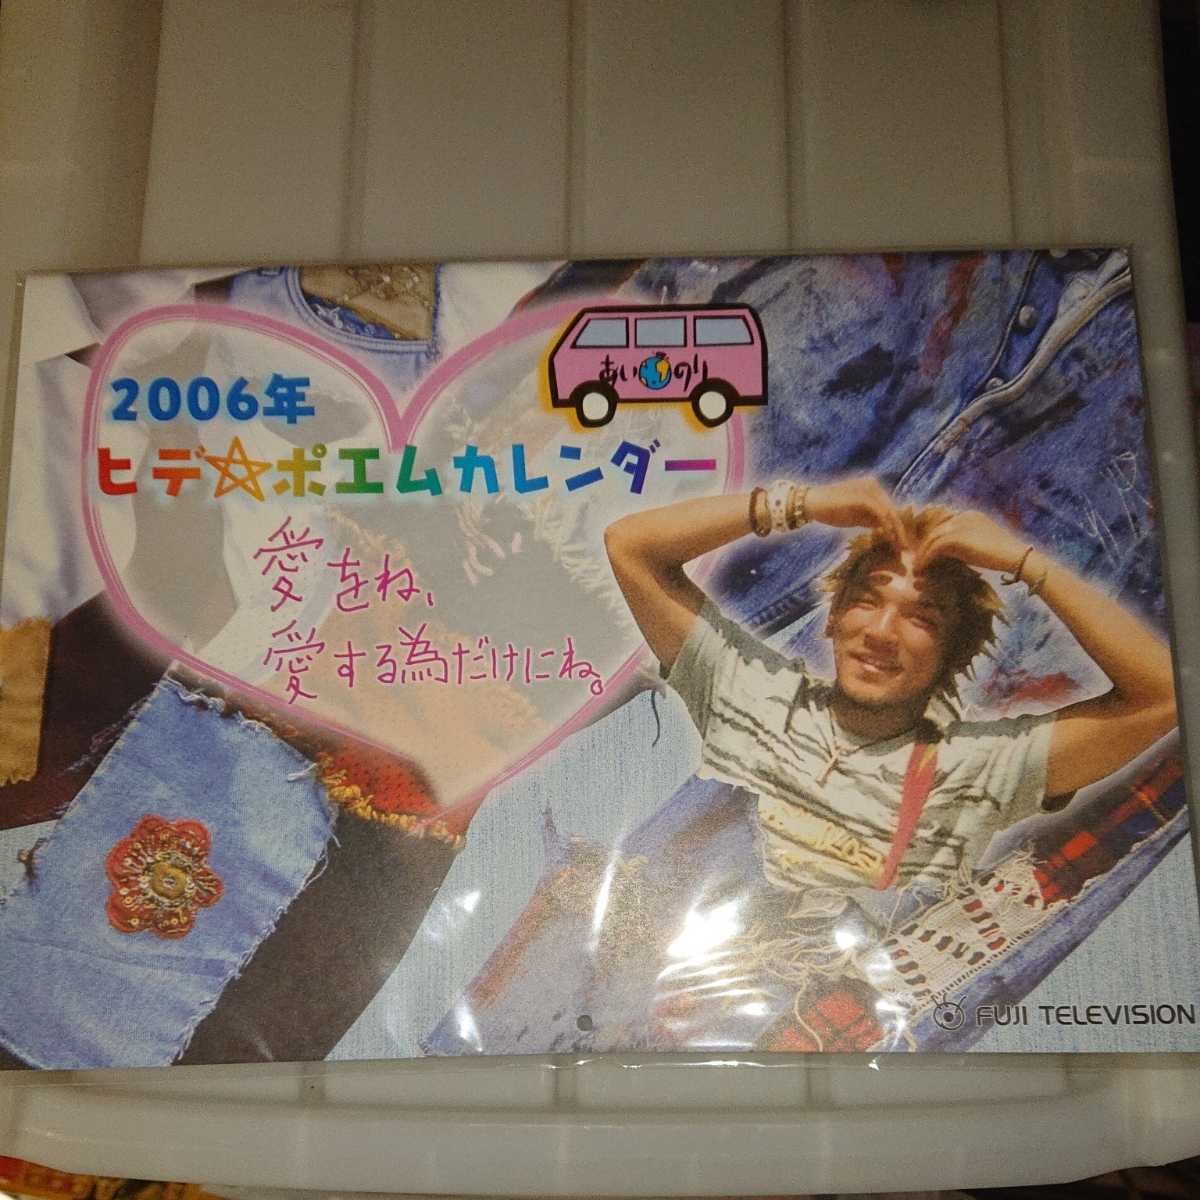 あいのり
2006年
ヒデ☆ポエムカレンダー
愛をね、
愛する為だけにね。
FUJI TELEVISION